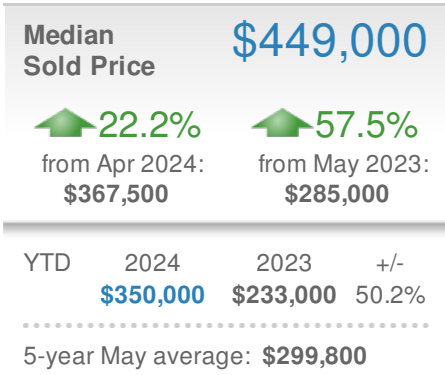 Median
Sold Price
$449,000
22.2%
from Apr 2024:
$367,500
57.5%
from May 2023:
$285,000
YTD 2024 2023 +/-
$350,000 $233,000 50.2%
5-year May average: $299,800